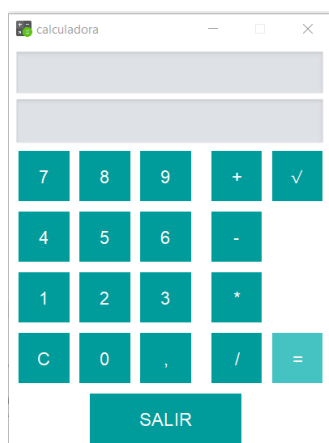 calculadora
7 8 9 + √
4 5 6 -
1 2 3 *
C 0 , / =
SALIR